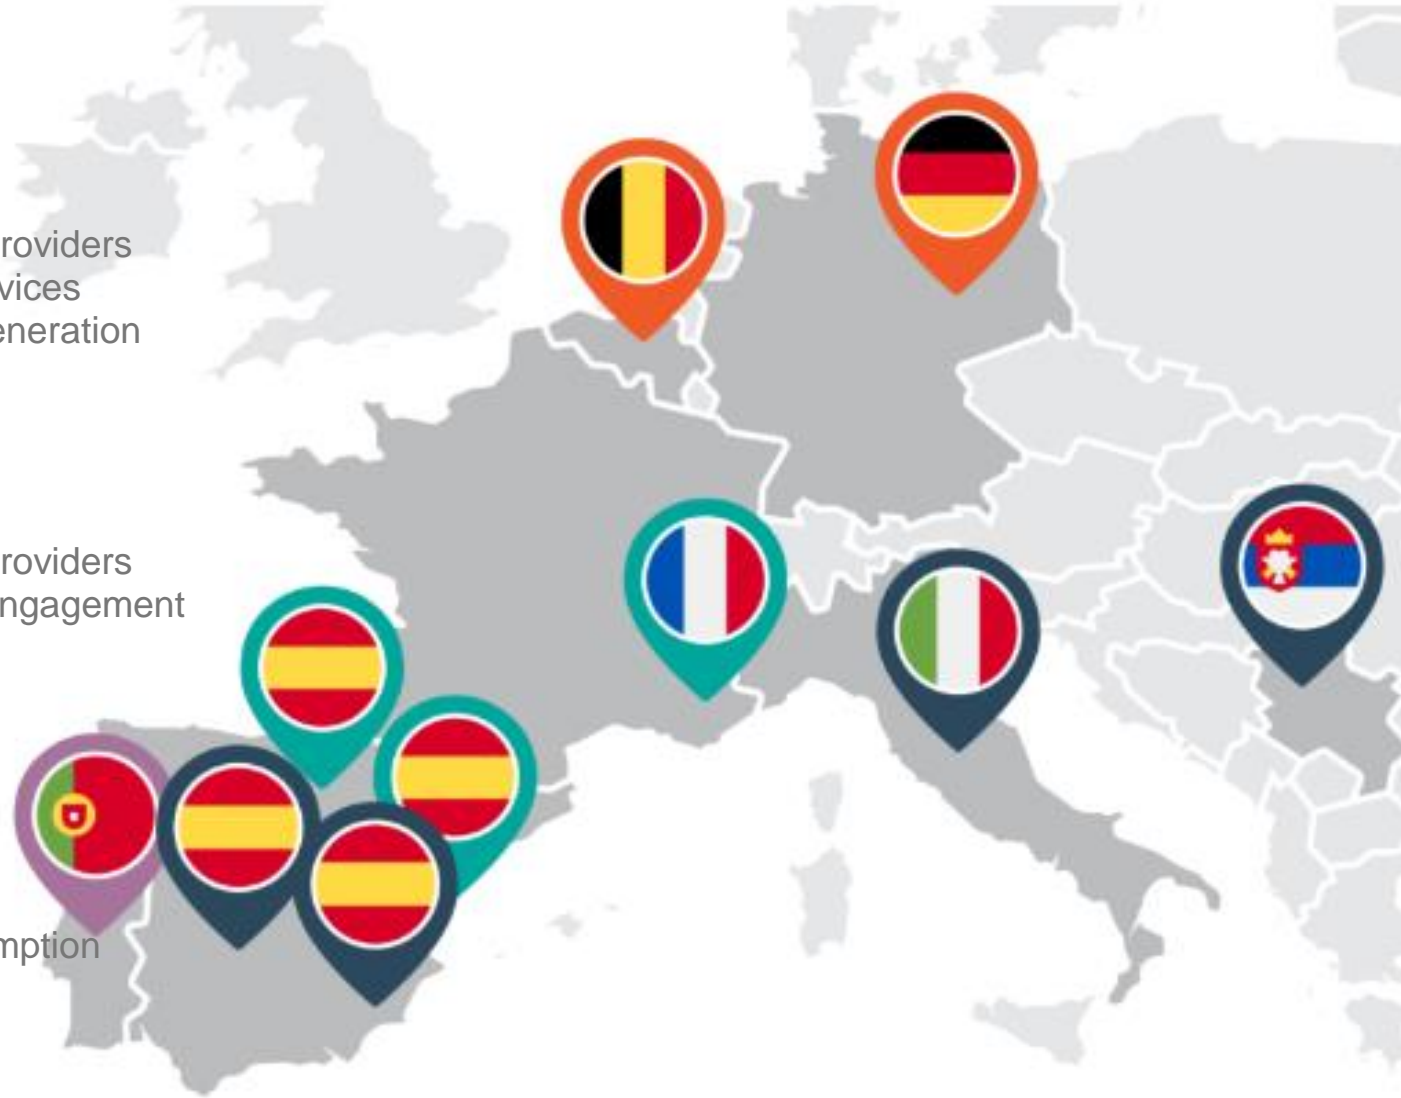 roviders
vices
eneration
roviders
ngagement
mption